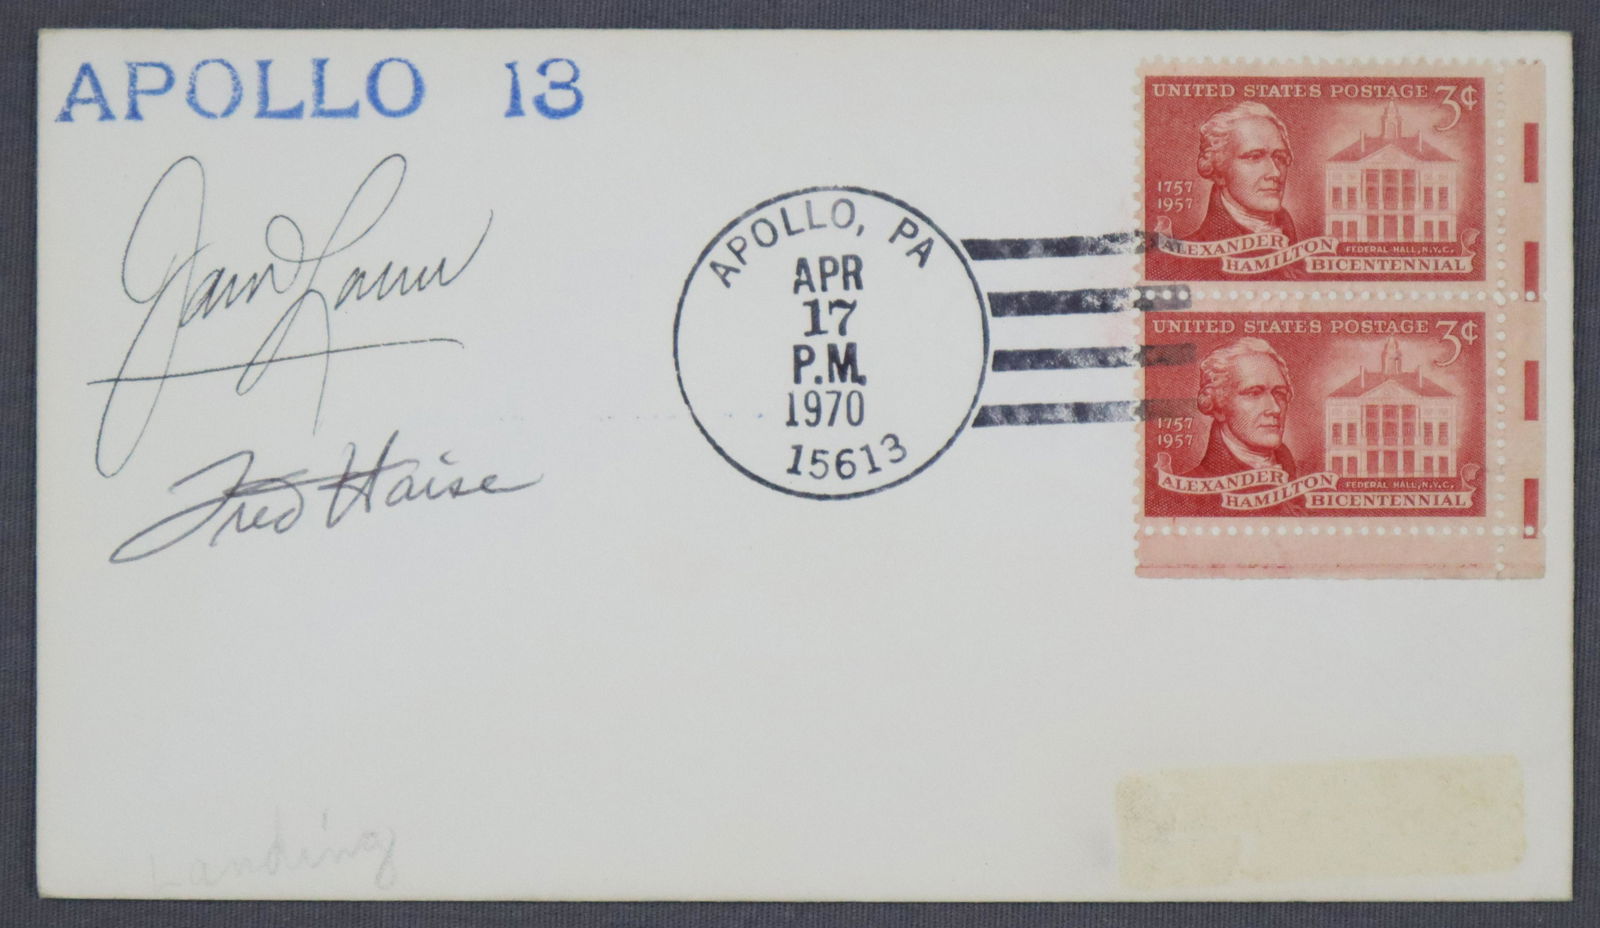 APOLLO 13
James Lovell
Fred Haise
APOLLO, PA
APR
17
P.M.
1970
15613
UNITED STATES POSTAGE 3¢
1757
1957
ALEXANDER
HAMILTON
FEDERAL HALL, N.Y.C.
BICENTENNIAL
UNITED STATES POSTAGE 3¢
1757
1957
ALEXANDER
HAMILTON
FEDERAL HALL, N.Y.C.
BICENTENNIAL
Landing